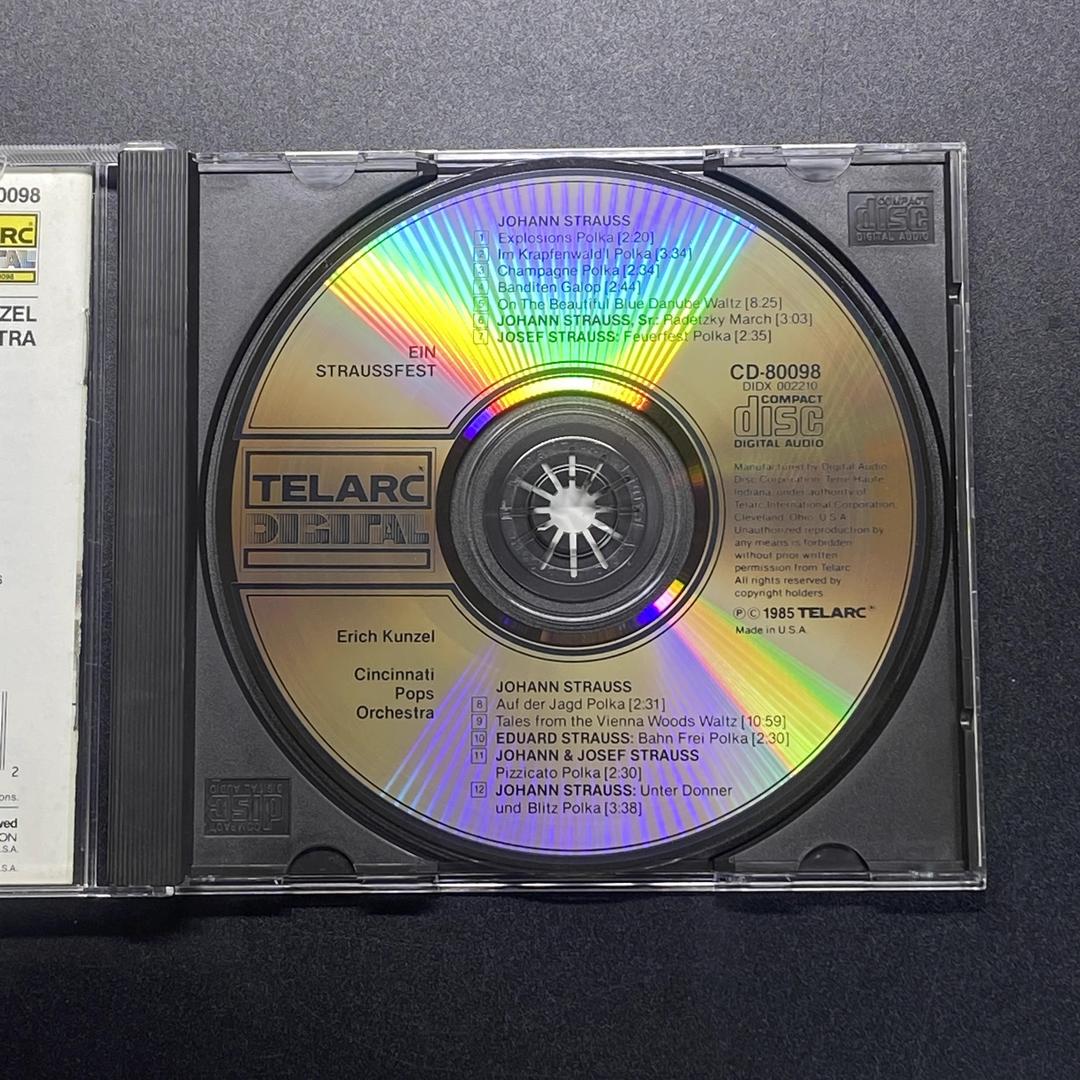 0098
ARC
TAL
0098
ZEL
TRA
2
ons.
wed
ON
S.A.
S.A.
COMPACT
disc
DIGITAL AUDIO
JOHANN STRAUSS
1 Explosions Polka [2:20]
2 Im Krapfenwald'l Polka [3:34]
3 Champagne Polka [2:34]
4 Banditen Galop [2:44]
5 On The Beautiful Blue Danube Waltz [8.25]
6 JOHANN STRAUSS, Sr.: Radetzky March [3:03]
7 JOSEF STRAUSS: Feuerfest Polka [2.35]
EIN
STRAUSSFEST
CD-80098
DIDX 002210
COMPACT
disc
DIGITAL AUDIO
TELARC
DIGITAL
Manufactured by Digital Audio
Disc Corporation, Terre Haute
Indiana, under authority of
Telarc International Corporation,
Cleveland, Ohio, U.S.A.
Unauthorized reproduction by
any means is forbidden
without prior written
permission from Telarc
All rights reserved by
copyright holders.
℗ © 1985 TELARC®
Made in U.S.A.
Erich Kunzel
Cincinnati
Pops
Orchestra
JOHANN STRAUSS
8 Auf der Jagd Polka [2:31]
9 Tales from the Vienna Woods Waltz [10:59]
10 EDUARD STRAUSS: Bahn Frei Polka [2:30]
11 JOHANN & JOSEF STRAUSS
Pizzicato Polka [2:30]
12 JOHANN STRAUSS: Unter Donner
und Blitz Polka [3:38]
COMPACT
disc
DIGITAL AUDIO